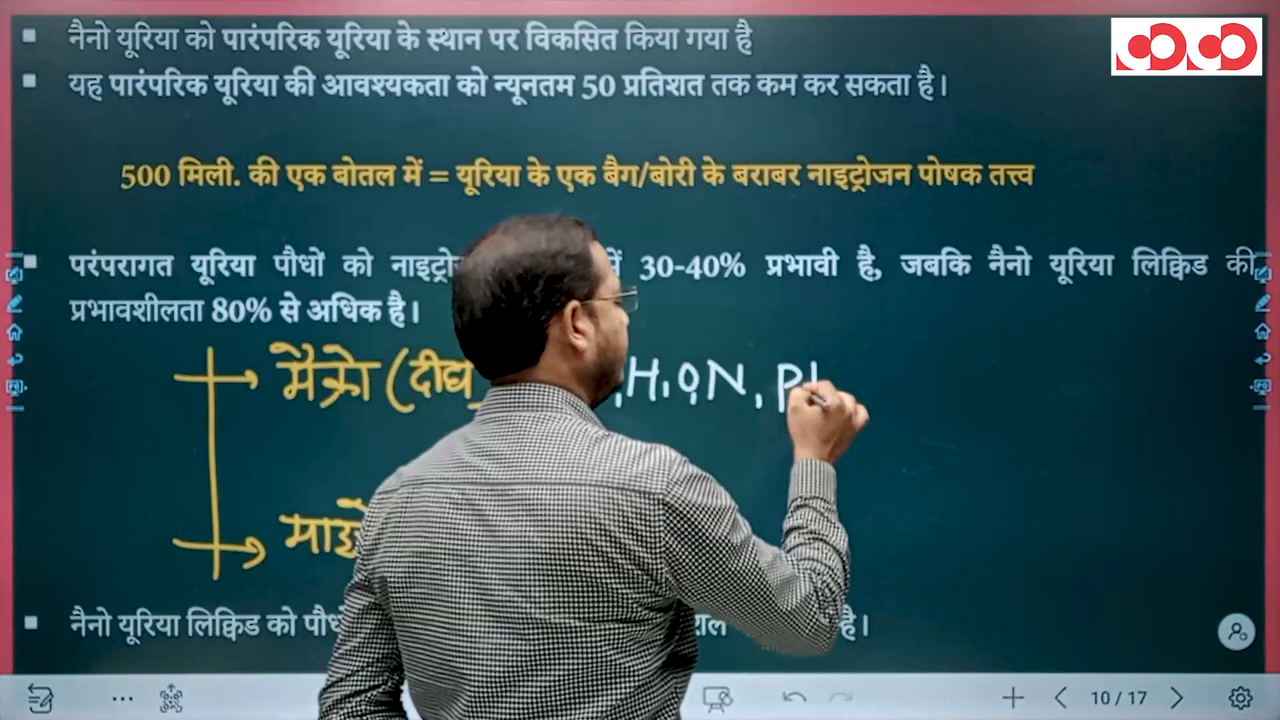 नैनो यूरिया को पारंपरिक यूरिया के स्थान पर विकसित किया गया है
यह पारंपरिक यूरिया की आवश्यकता को न्यूनतम 50 प्रतिशत तक कम कर सकता है।
500 मिली. की एक बोतल में = यूरिया के एक बैग/बोरी के बराबर नाइट्रोजन पोषक तत्त्व
परंपरागत यूरिया पौधों को में 30-40% प्रभावी है, जबकि नैनो यूरिया लिक्विड की
प्रभावशीलता 80% से अधिक है।
मैक्रो (दीर्घ ,H,O,N, P
नैनो यूरिया लिक्विड को है।
10 / 17